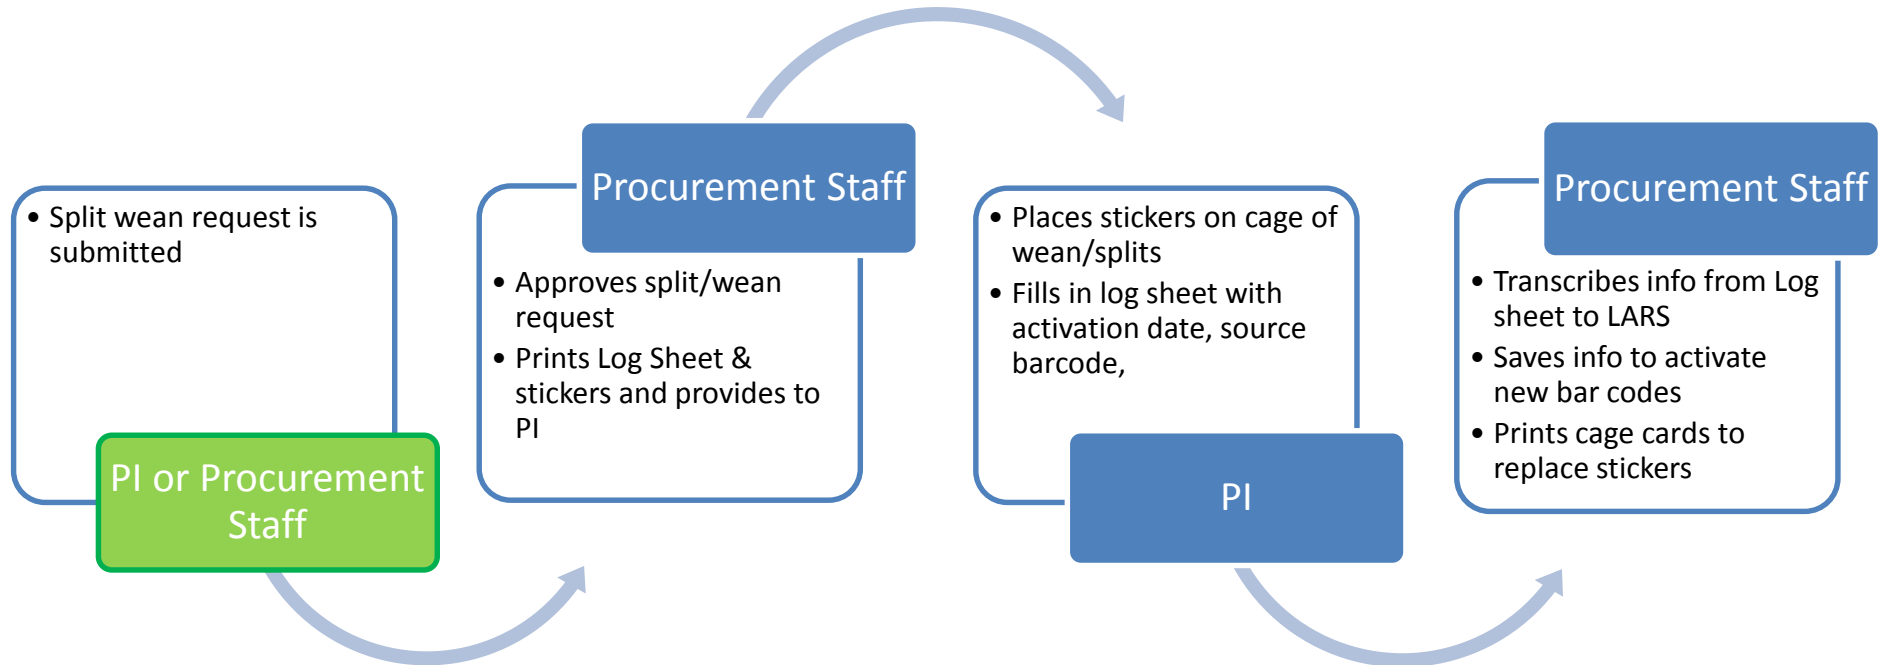 • Split wean request is
submitted
PI or Procurement
Staff
Procurement Staff
• Approves split/wean
request
• Prints Log Sheet &
stickers and provides to
PI
• Places stickers on cage of
wean/splits
• Fills in log sheet with
activation date, source
barcode,
PI
Procurement Staff
• Transcribes info from Log
sheet to LARS
• Saves info to activate
new bar codes
• Prints cage cards to
replace stickers